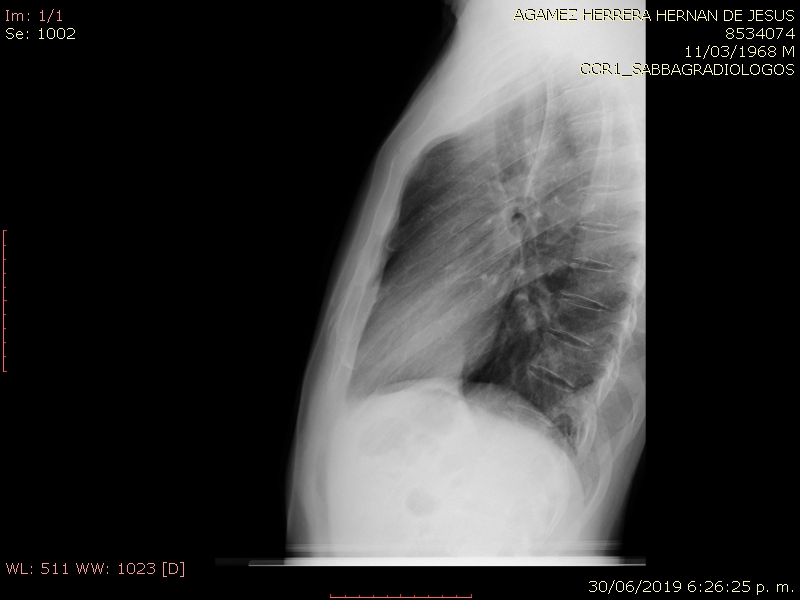 Im: 1/1
Se: 1002
AGAMEZ HERRERA HERNAN DE JESUS
8534074
11/03/1968 M
CCR1_SABBAGRADIOLOGOS
WL: 511 WW: 1023 [D]
30/06/2019 6:26:25 p. m.